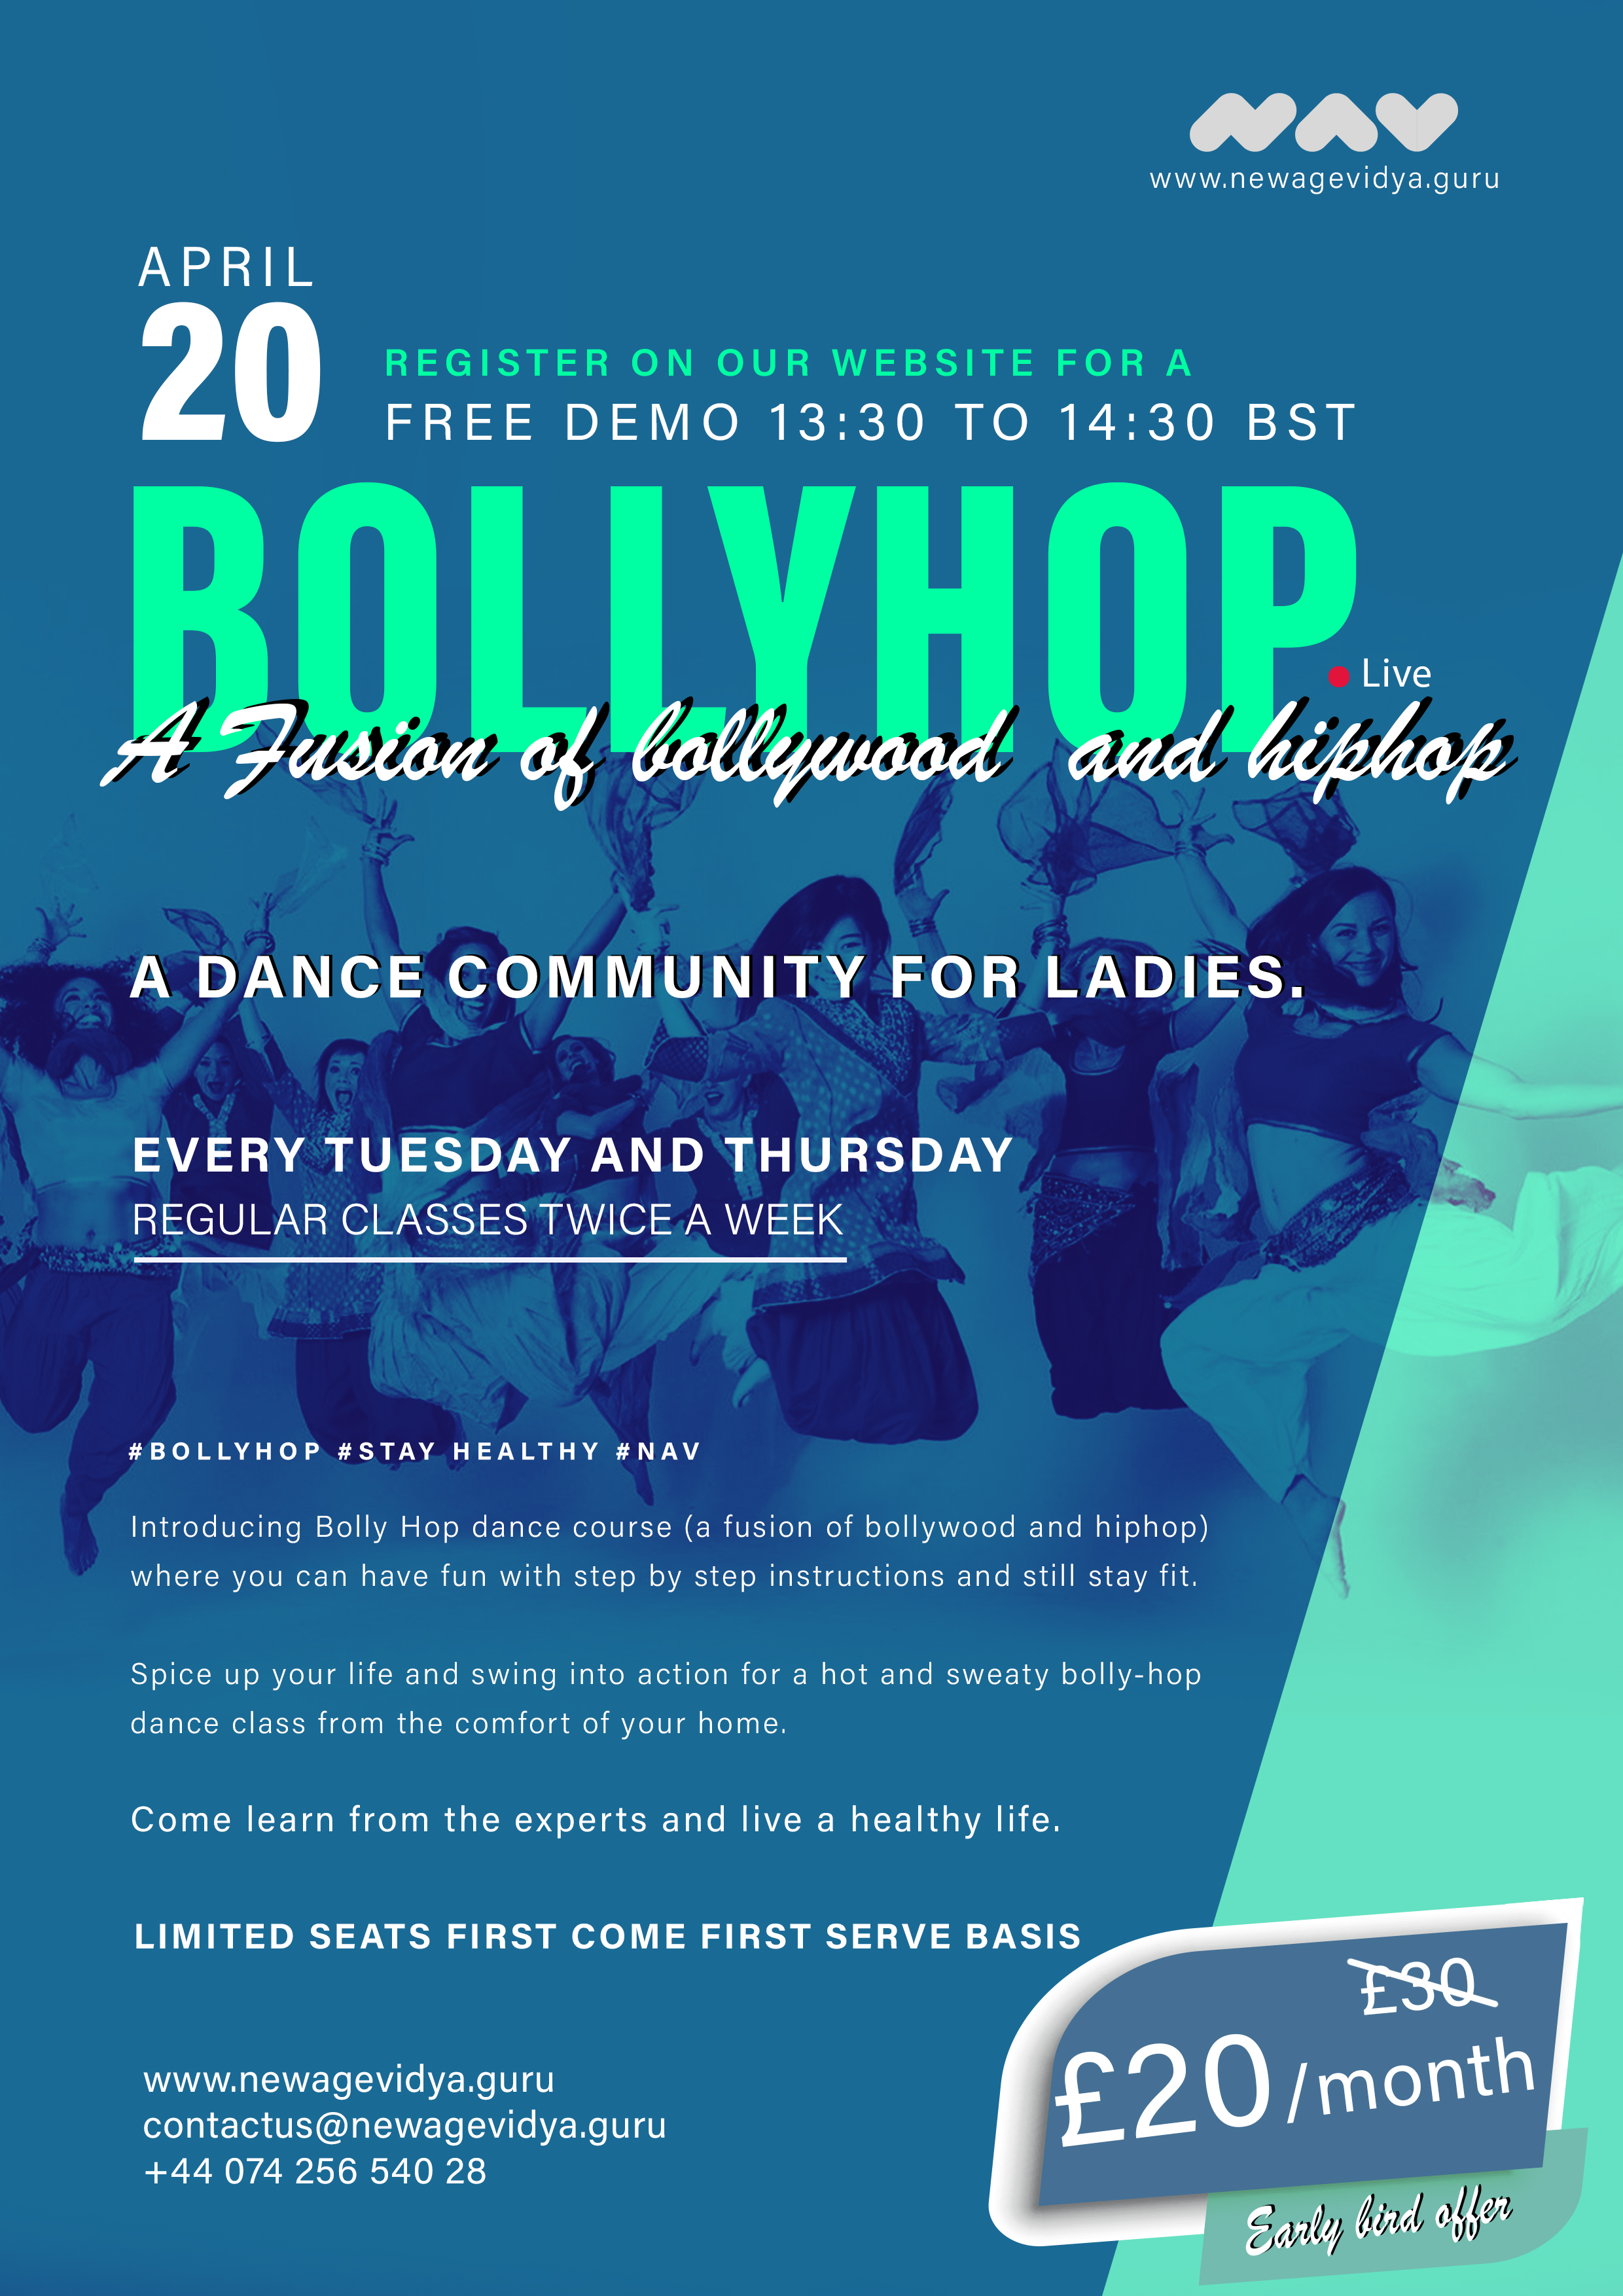 NAV
www.newagevidya.guru
APRIL
20
REGISTER ON OUR WEBSITE FOR A
FREE DEMO 13:30 TO 14:30 BST
BOLLYHOP
Live
A Fusion of bollywood and hiphop
A DANCE COMMUNITY FOR LADIES.
EVERY TUESDAY AND THURSDAY
REGULAR CLASSES TWICE A WEEK
#BOLLYHOP #STAY HEALTHY #NAV
Introducing Bolly Hop dance course (a fusion of bollywood and hiphop)
where you can have fun with step by step instructions and still stay fit.
Spice up your life and swing into action for a hot and sweaty bolly-hop
dance class from the comfort of your home.
Come learn from the experts and live a healthy life.
LIMITED SEATS FIRST COME FIRST SERVE BASIS
£30
£20/month
Early bird offer
www.newagevidya.guru
contactus@newagevidya.guru
+44 074 256 540 28